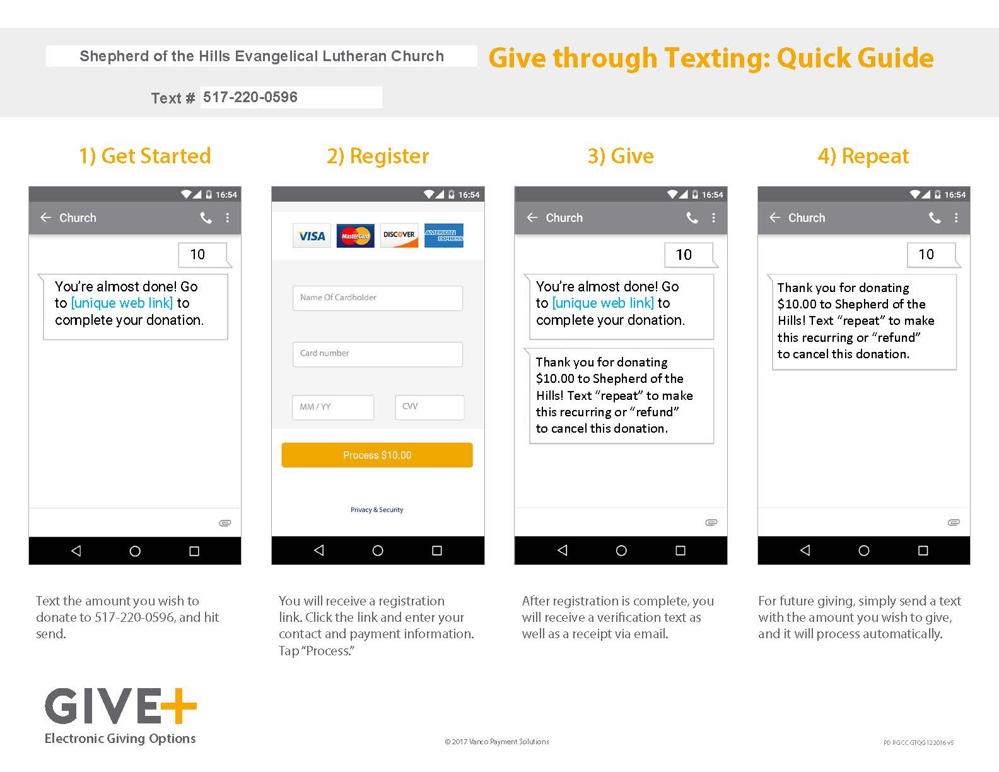 Shepherd of the Hills Evangelical Lutheran Church
Give through Texting: Quick Guide
Text # 517-220-0596
1) Get Started
16:54
Church
10
You're almost done! Go
to [unique web link] to
complete your donation.
Text the amount you wish to
donate to 517-220-0596, and hit
send.
2) Register
16:54
VISA
MasterCard
DISCOVER
AMERICAN
EXPRESS
Name Of Cardholder
Card number
MM / YY
CVV
Process $10.00
Privacy & Security
You will receive a registration
link. Click the link and enter your
contact and payment information.
Tap “Process.”
3) Give
16:54
Church
10
You're almost done! Go
to [unique web link] to
complete your donation.
Thank you for donating
$10.00 to Shepherd of the
Hills! Text “repeat” to make
this recurring or “refund”
to cancel this donation.
After registration is complete, you
will receive a verification text as
well as a receipt via email.
4) Repeat
16:54
Church
10
Thank you for donating
$10.00 to Shepherd of the
Hills! Text “repeat” to make
this recurring or “refund”
to cancel this donation.
For future giving, simply send a text
with the amount you wish to give,
and it will process automatically.
GIVE+
Electronic Giving Options
© 2017 Vanco Payment Solutions
PD PGCC GTQG122016 v5